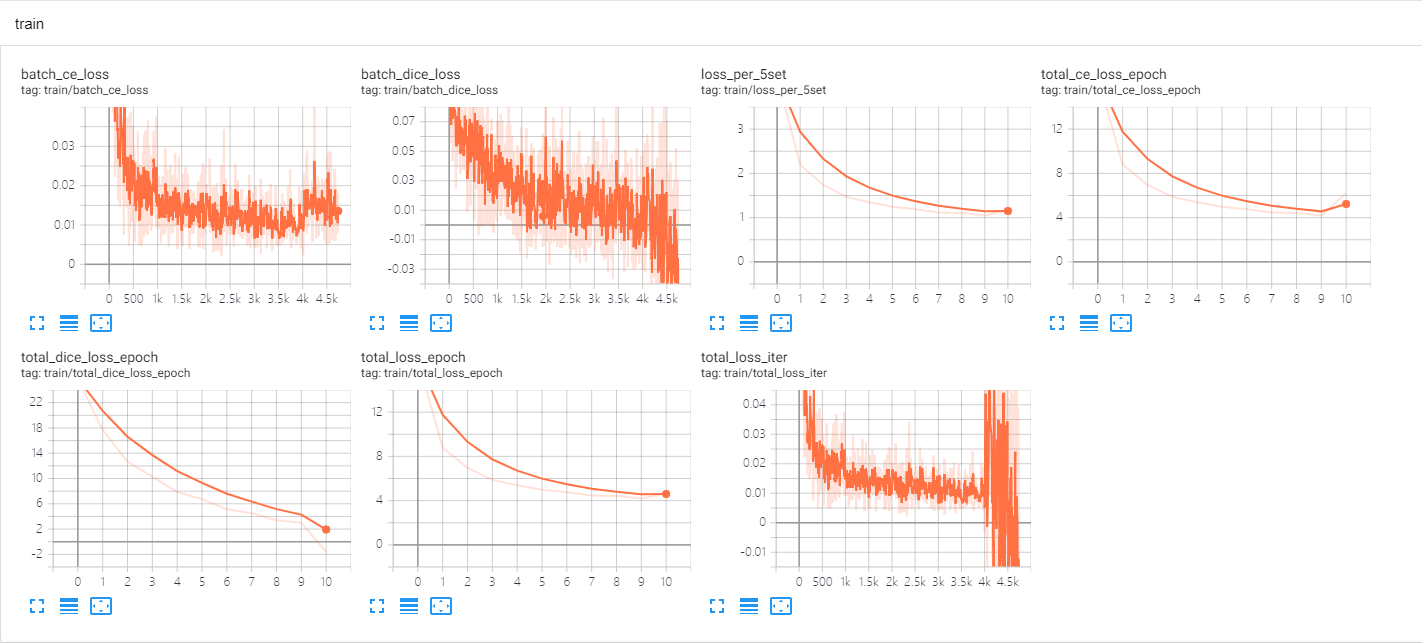 train
batch_ce_loss
tag: train/batch_ce_loss
0.03
0.02
0.01
0
0 500 1k 1.5k 2k 2.5k 3k 3.5k 4k 4.5k
batch_dice_loss
tag: train/batch_dice_loss
0.07
0.05
0.03
0.01
-0.01
-0.03
0 500 1k 1.5k 2k 2.5k 3k 3.5k 4k 4.5k
loss_per_5set
tag: train/loss_per_5set
3
2
1
0
0 1 2 3 4 5 6 7 8 9 10
total_ce_loss_epoch
tag: train/total_ce_loss_epoch
12
8
4
0
0 1 2 3 4 5 6 7 8 9 10
total_dice_loss_epoch
tag: train/total_dice_loss_epoch
22
18
14
10
6
2
-2
0 1 2 3 4 5 6 7 8 9 10
total_loss_epoch
tag: train/total_loss_epoch
12
8
4
0
0 1 2 3 4 5 6 7 8 9 10
total_loss_iter
tag: train/total_loss_iter
0.04
0.03
0.02
0.01
0
-0.01
0 500 1k 1.5k 2k 2.5k 3k 3.5k 4k 4.5k